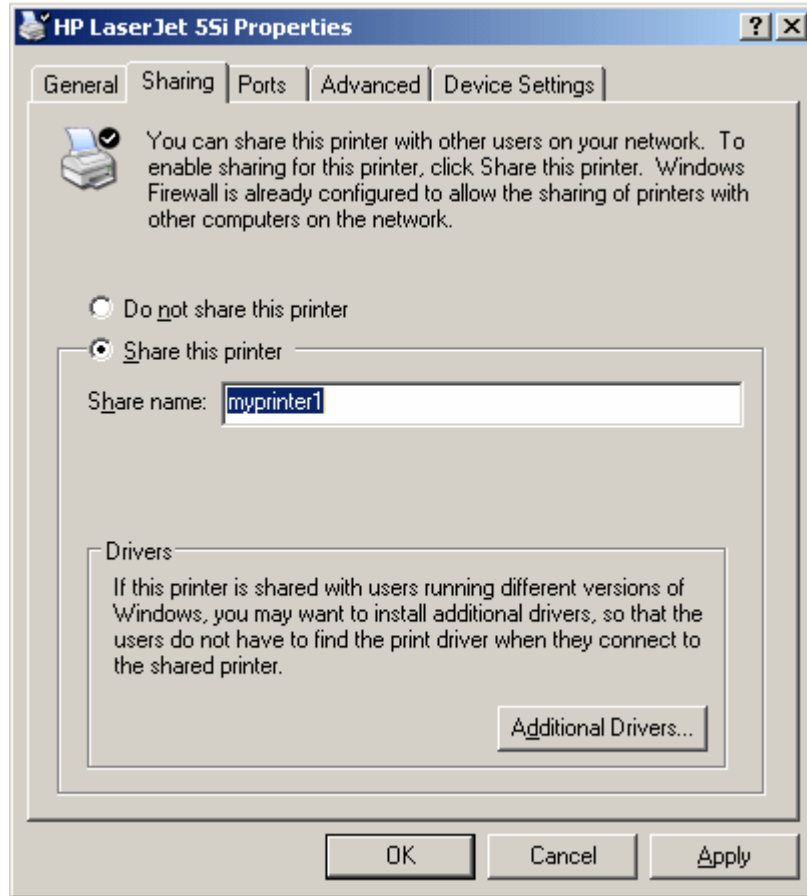 HP LaserJet 5Si Properties
General Sharing Ports Advanced Device Settings
You can share this printer with other users on your network. To
enable sharing for this printer, click Share this printer. Windows
Firewall is already configured to allow the sharing of printers with
other computers on the network.
Do not share this printer
Share this printer
Share name: myprinter1
Drivers
If this printer is shared with users running different versions of
Windows, you may want to install additional drivers, so that the
users do not have to find the print driver when they connect to
the shared printer.
Additional Drivers...
OK Cancel Apply